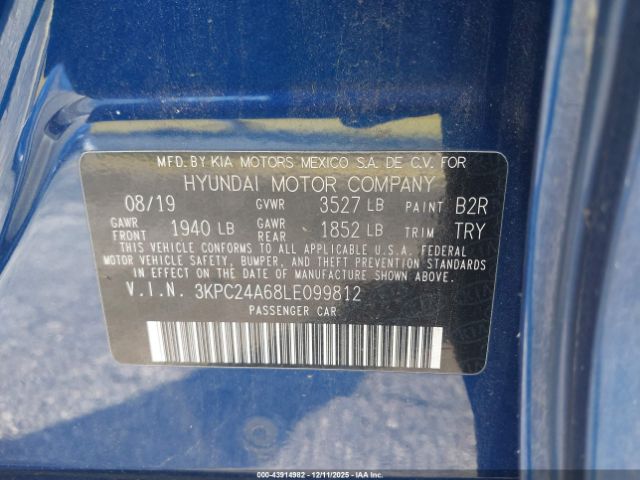 MFD. BY KIA MOTORS MEXICO S.A. DE C.V. FOR
HYUNDAI MOTOR COMPANY
08/19 GVWR 3527 LB PAINT B2R
GAWR FRONT 1940 LB GAWR REAR 1852 LB TRIM TRY
THIS VEHICLE CONFORMS TO ALL APPLICABLE U.S.A. FEDERAL
MOTOR VEHICLE SAFETY, BUMPER, AND THEFT PREVENTION STANDARDS
IN EFFECT ON THE DATE OF MANUFACTURE SHOWN ABOVE.
V.I.N. 3KPC24A68LE099812
PASSENGER CAR
000-43914982 - 12/11/2025 - IAA Inc.